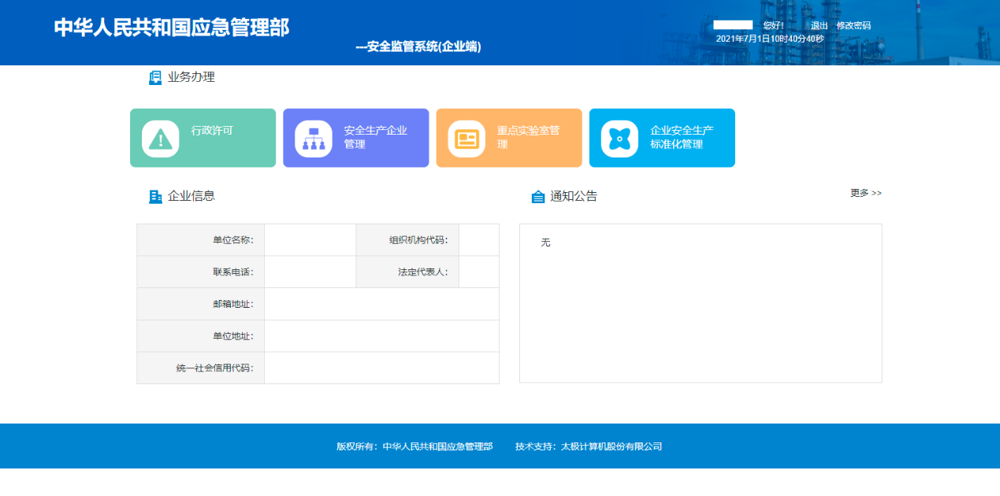 中华人民共和国应急管理部
---安全监管系统(企业端)
您好! 退出 修改密码
2021年7月1日10时40分40秒
业务办理
行政许可
安全生产企业
管理
重点实验室管
理
企业安全生产
标准化管理
企业信息
通知公告
更多 >>
单位名称: 组织机构代码:
联系电话: 法定代表人:
邮箱地址:
单位地址:
统一社会信用代码:
无
版权所有：中华人民共和国应急管理部 技术支持：太极计算机股份有限公司